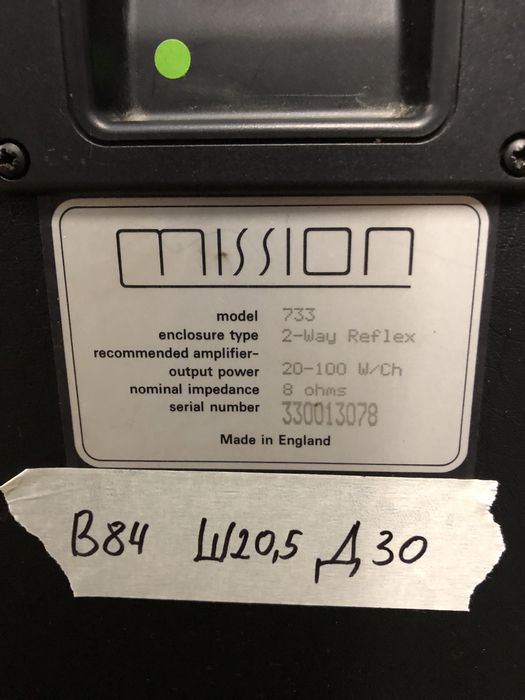 mission
model 733
enclosure type 2-Way Reflex
recommended amplifier-
output power 20-100 W/Ch
nominal impedance 8 ohms
serial number 330013078
Made in England
В84 Ш20,5 Д30